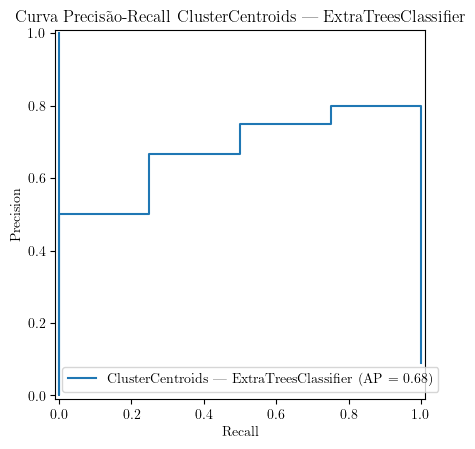 Curva Precisão-Recall ClusterCentroids — ExtraTreesClassifier
1.0
0.8
0.6
0.4
0.2
0.0
Precision
ClusterCentroids — ExtraTreesClassifier (AP = 0.68)
0.0 0.2 0.4 0.6 0.8 1.0
Recall